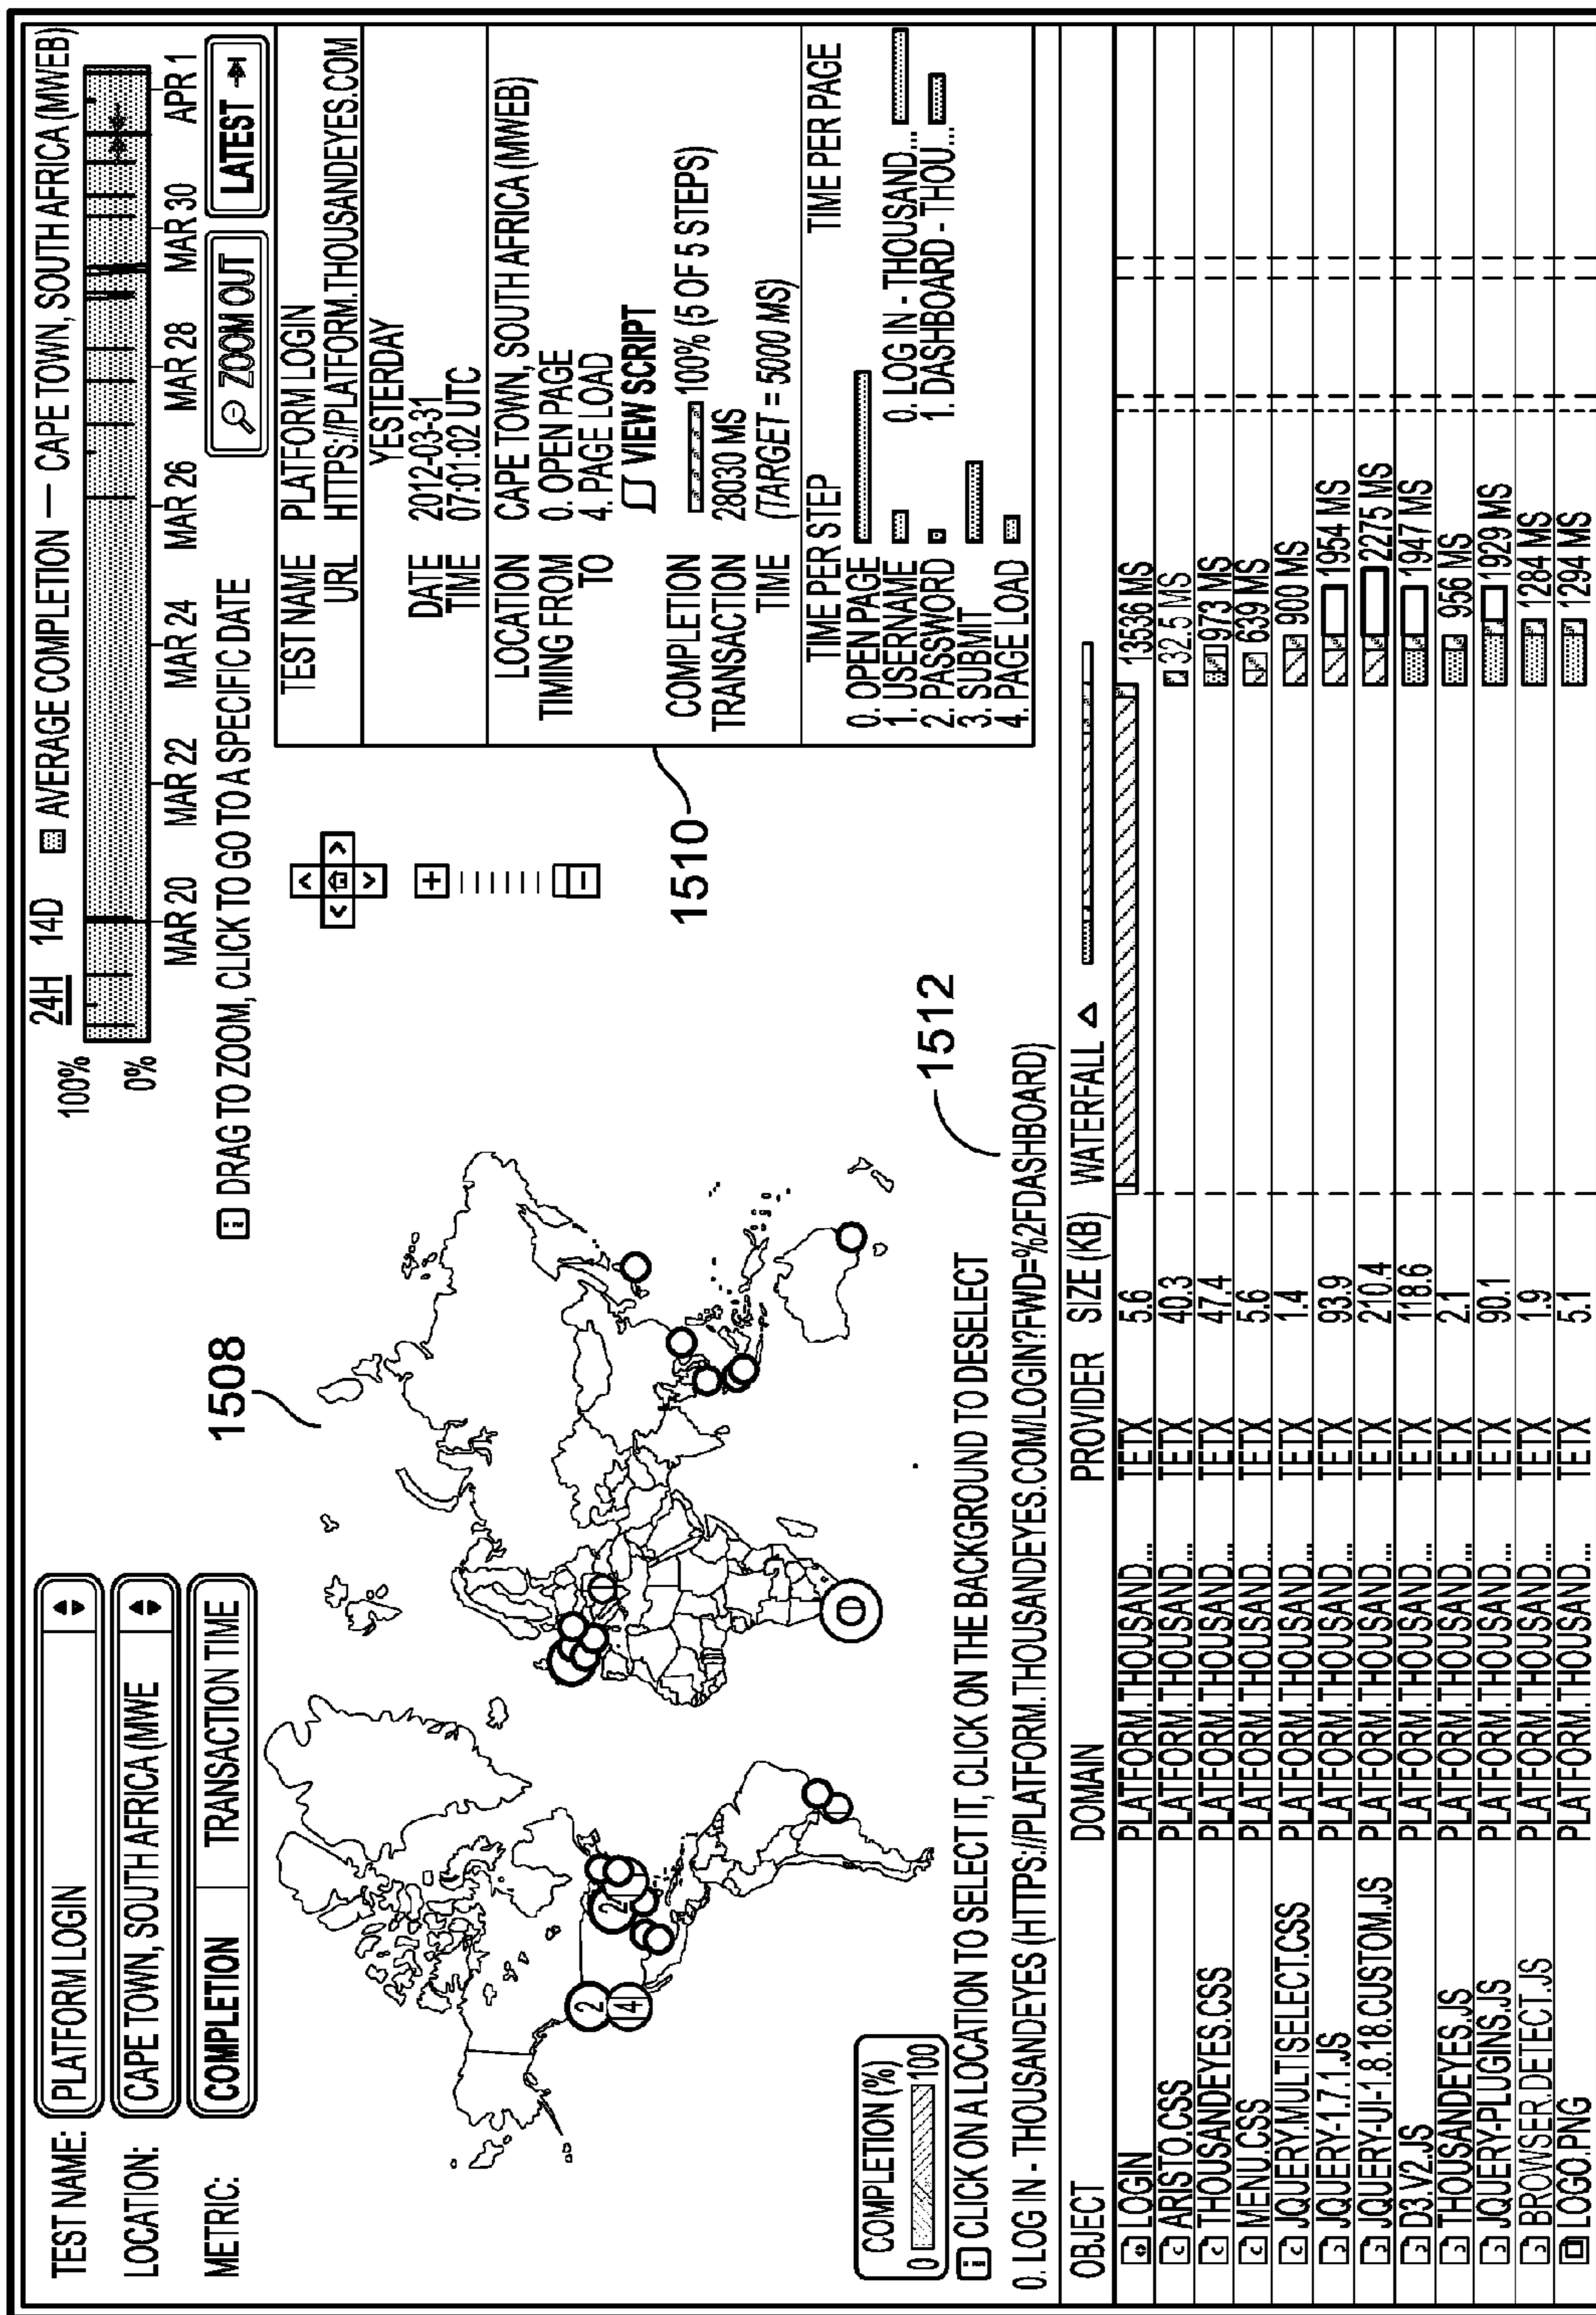 TEST NAME: PLATFORM LOGIN
LOCATION: CAPE TOWN, SOUTH AFRICA (MWE
METRIC: COMPLETION TRANSACTION TIME
24H 14D AVERAGE COMPLETION — CAPE TOWN, SOUTH AFRICA (MWEB)
100%
0%
MAR 20 MAR 22 MAR 24 MAR 26 MAR 28 MAR 30 APR 1
DRAG TO ZOOM, CLICK TO GO TO A SPECIFIC DATE
ZOOM OUT LATEST
1508
2
4
2
COMPLETION (%)
0 100
CLICK ON A LOCATION TO SELECT IT, CLICK ON THE BACKGROUND TO DESELECT
1510
TEST NAME PLATFORM LOGIN
URL HTTPS://PLATFORM.THOUSANDEYES.COM
YESTERDAY
DATE 2012-03-31
TIME 07:01:02 UTC
LOCATION CAPE TOWN, SOUTH AFRICA (MWEB)
TIMING FROM 0. OPEN PAGE
TO 4. PAGE LOAD
VIEW SCRIPT
COMPLETION 100% (5 OF 5 STEPS)
TRANSACTION 28030 MS
TIME (TARGET = 5000 MS)
TIME PER STEP TIME PER PAGE
0. OPEN PAGE 0. LOG IN - THOUSAND...
1. USERNAME 1. DASHBOARD - THOU...
2. PASSWORD
3. SUBMIT
4. PAGE LOAD
1512
0. LOG IN - THOUSANDEYES (HTTPS://PLATFORM.THOUSANDEYES.COM/LOGIN?FWD=%2FDASHBOARD)
OBJECT DOMAIN PROVIDER SIZE (KB) WATERFALL
LOGIN PLATFORM.THOUSAND... TETX 5.6 13536 MS
ARISTO.CSS PLATFORM.THOUSAND... TETX 40.3 32.5 MS
THOUSANDEYES.CSS PLATFORM.THOUSAND... TETX 47.4 973 MS
MENU.CSS PLATFORM.THOUSAND... TETX 5.6 639 MS
JQUERY.MULTISELECT.CSS PLATFORM.THOUSAND... TETX 1.4 900 MS
JQUERY-1.7.1.JS PLATFORM.THOUSAND... TETX 93.9 1954 MS
JQUERY-UI-1.8.18.CUSTOM.JS PLATFORM.THOUSAND... TETX 210.4 2275 MS
D3.V2.JS PLATFORM.THOUSAND... TETX 118.6 1947 MS
THOUSANDEYES.JS PLATFORM.THOUSAND... TETX 2.1 956 MS
JQUERY-PLUGINS.JS PLATFORM.THOUSAND... TETX 90.1 1929 MS
BROWSER.DETECT.JS PLATFORM.THOUSAND... TETX 1.9 1284 MS
LOGO.PNG PLATFORM.THOUSAND... TETX 5.1 1294 MS